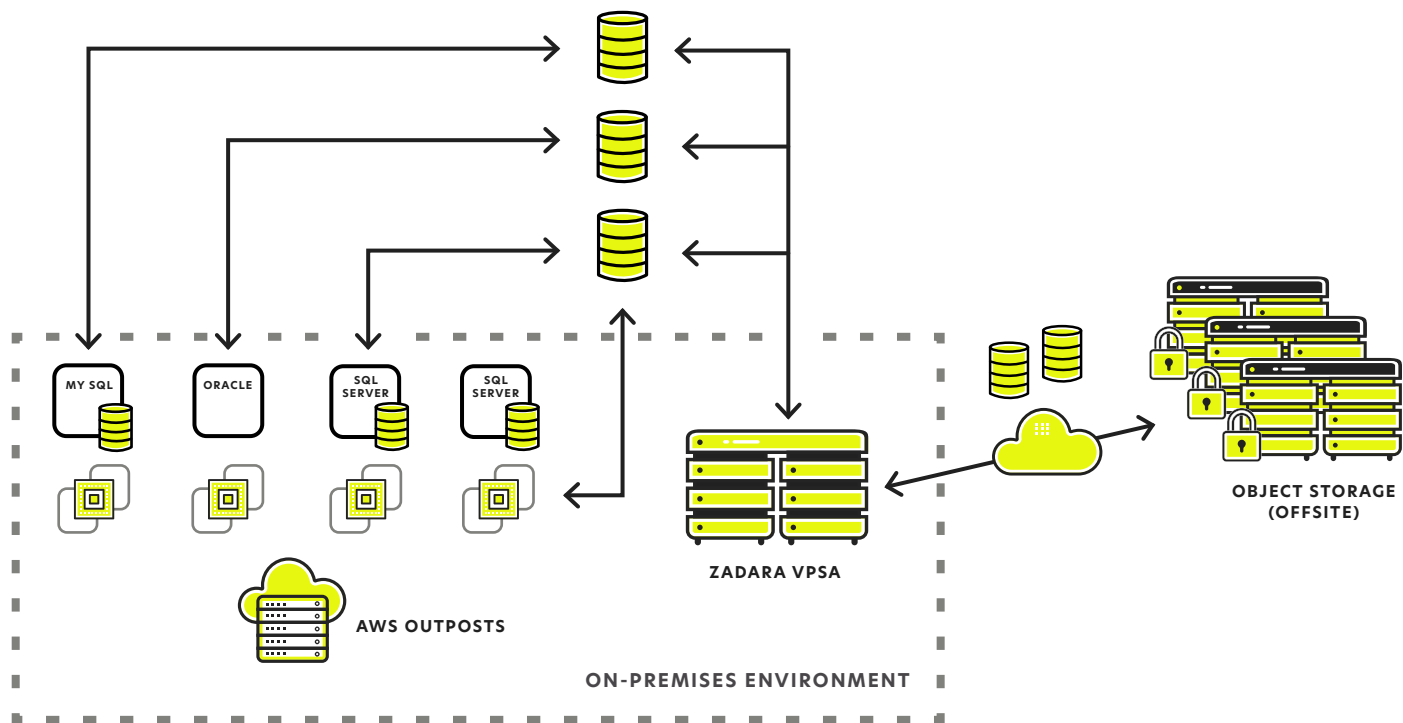 MY SQL
ORACLE
SQL
SERVER
SQL
SERVER
ZADARA VPSA
AWS OUTPOSTS
ON-PREMISES ENVIRONMENT
OBJECT STORAGE
(OFFSITE)